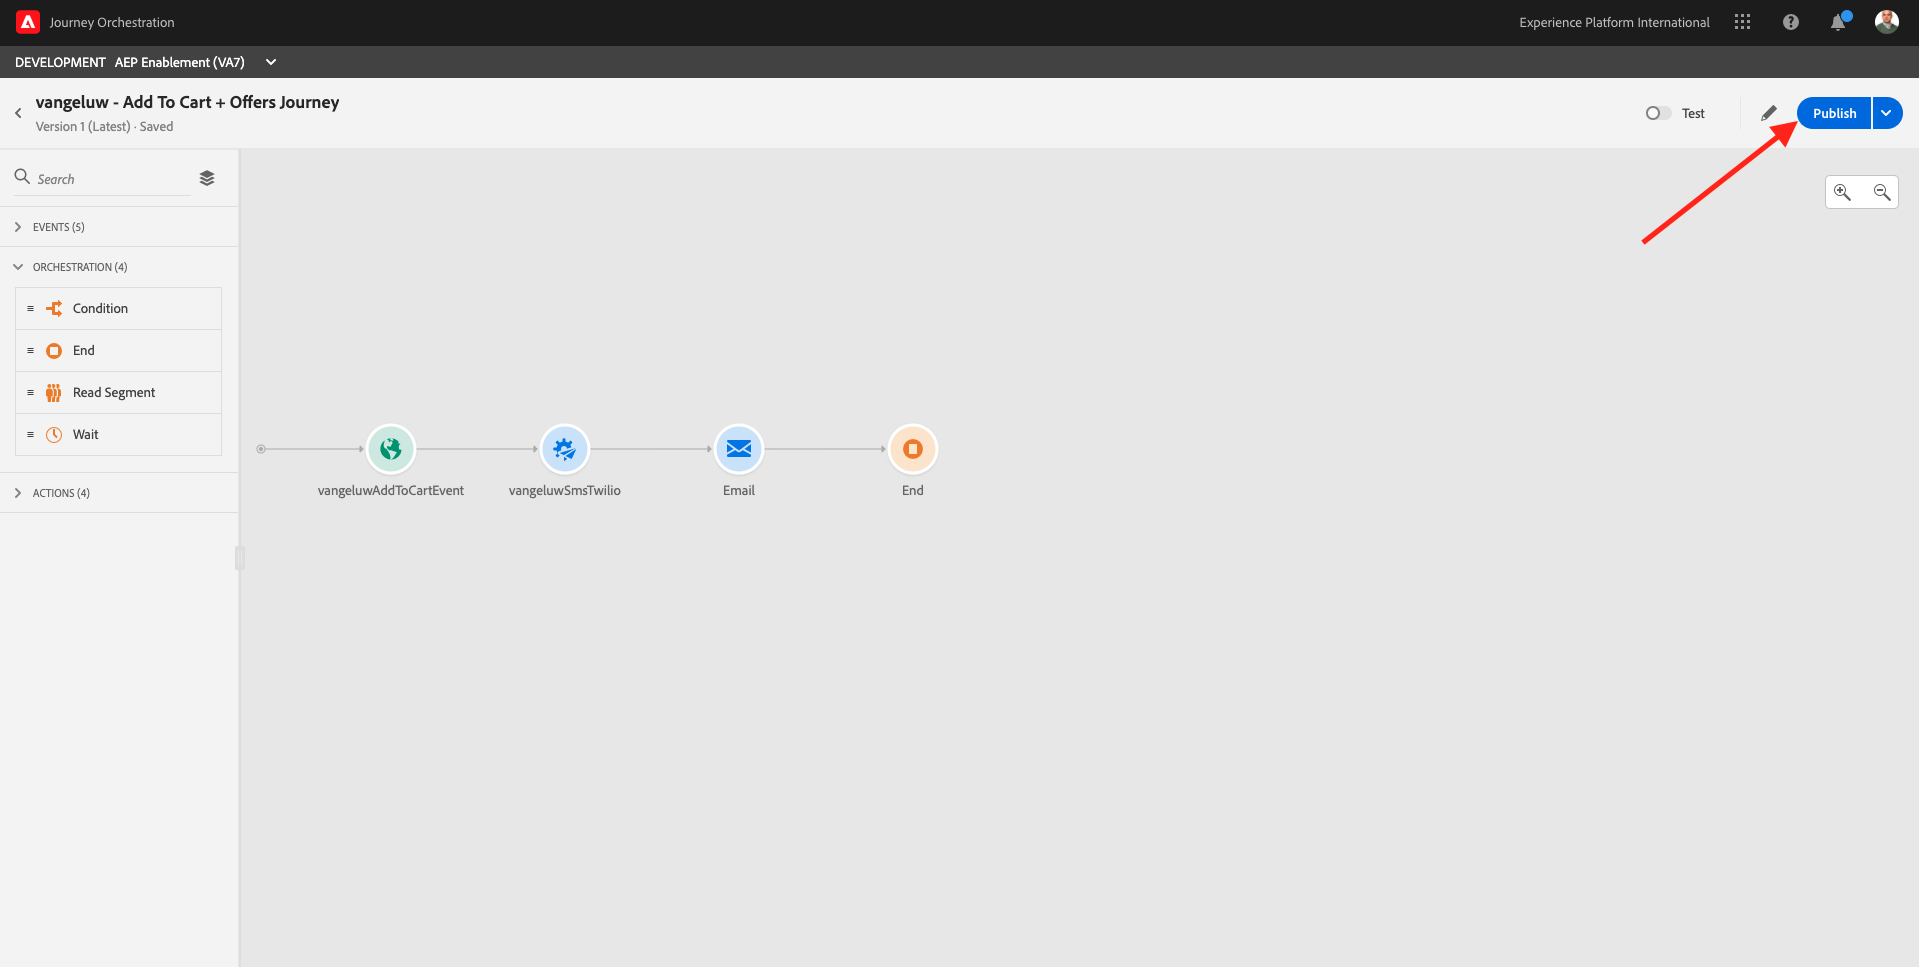 Journey Orchestration
Experience Platform International
DEVELOPMENT AEP Enablement (VA7)
vangeluw - Add To Cart + Offers Journey
Version 1 (Latest) · Saved
Test
Publish
Search
EVENTS (5)
ORCHESTRATION (4)
Condition
End
Read Segment
Wait
ACTIONS (4)
vangeluwAddToCartEvent
vangeluwSmsTwilio
Email
End